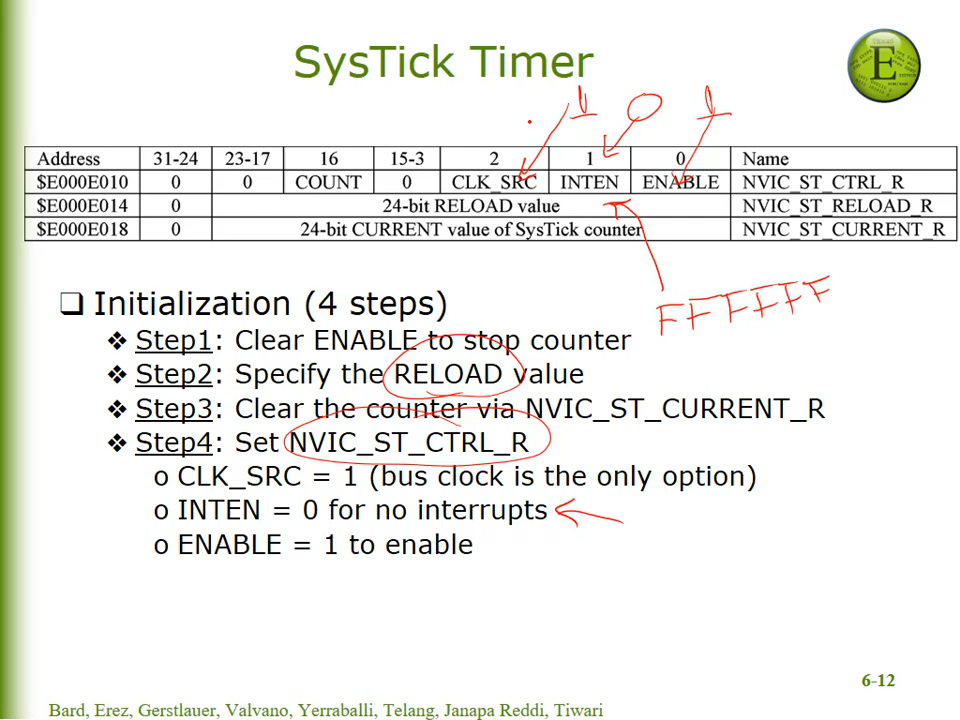 SysTick Timer
E
1 0 1
Address 31-24 23-17 16 15-3 2 1 0 Name
$E000E010 0 0 COUNT 0 CLK_SRC INTEN ENABLE NVIC_ST_CTRL_R
$E000E014 0 24-bit RELOAD value NVIC_ST_RELOAD_R
$E000E018 0 24-bit CURRENT value of SysTick counter NVIC_ST_CURRENT_R
FFFFFF
❑ Initialization (4 steps)
❖ Step1: Clear ENABLE to stop counter
❖ Step2: Specify the RELOAD value
❖ Step3: Clear the counter via NVIC_ST_CURRENT_R
❖ Step4: Set NVIC_ST_CTRL_R
o CLK_SRC = 1 (bus clock is the only option)
o INTEN = 0 for no interrupts
o ENABLE = 1 to enable
6-12
Bard, Erez, Gerstlauer, Valvano, Yerraballi, Telang, Janapa Reddi, Tiwari